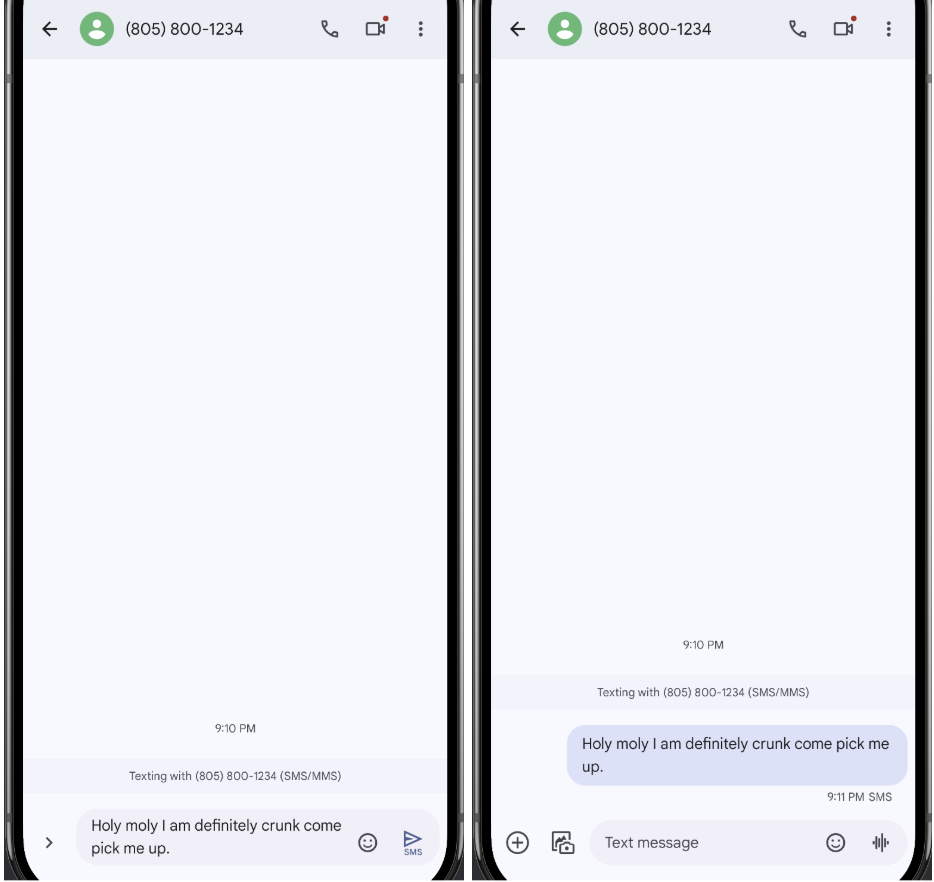 (805) 800-1234
9:10 PM
Texting with (805) 800-1234 (SMS/MMS)
Holy moly I am definitely crunk come
pick me up.
SMS
(805) 800-1234
9:10 PM
Texting with (805) 800-1234 (SMS/MMS)
Holy moly I am definitely crunk come pick me
up.
9:11 PM SMS
Text message